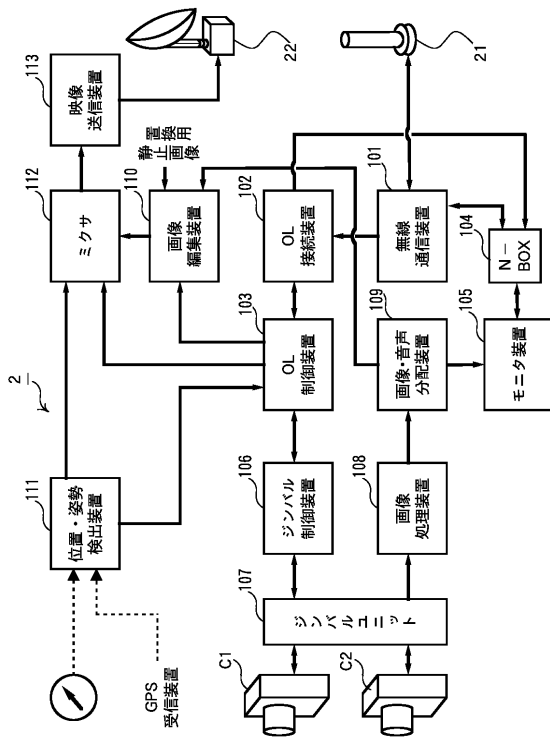 2
111
位置・姿勢
検出装置
GPS
受信装置
112
ミクサ
113
映像
送信装置
22
置換用
静止画像
110
画像
編集装置
103
OL
制御装置
102
OL
接続装置
101
無線
通信装置
21
104
N-
BOX
105
モニタ装置
106
ジンバル
制御装置
109
画像・音声
分配装置
108
画像
処理装置
107
ジンバルユニット
C1
C2